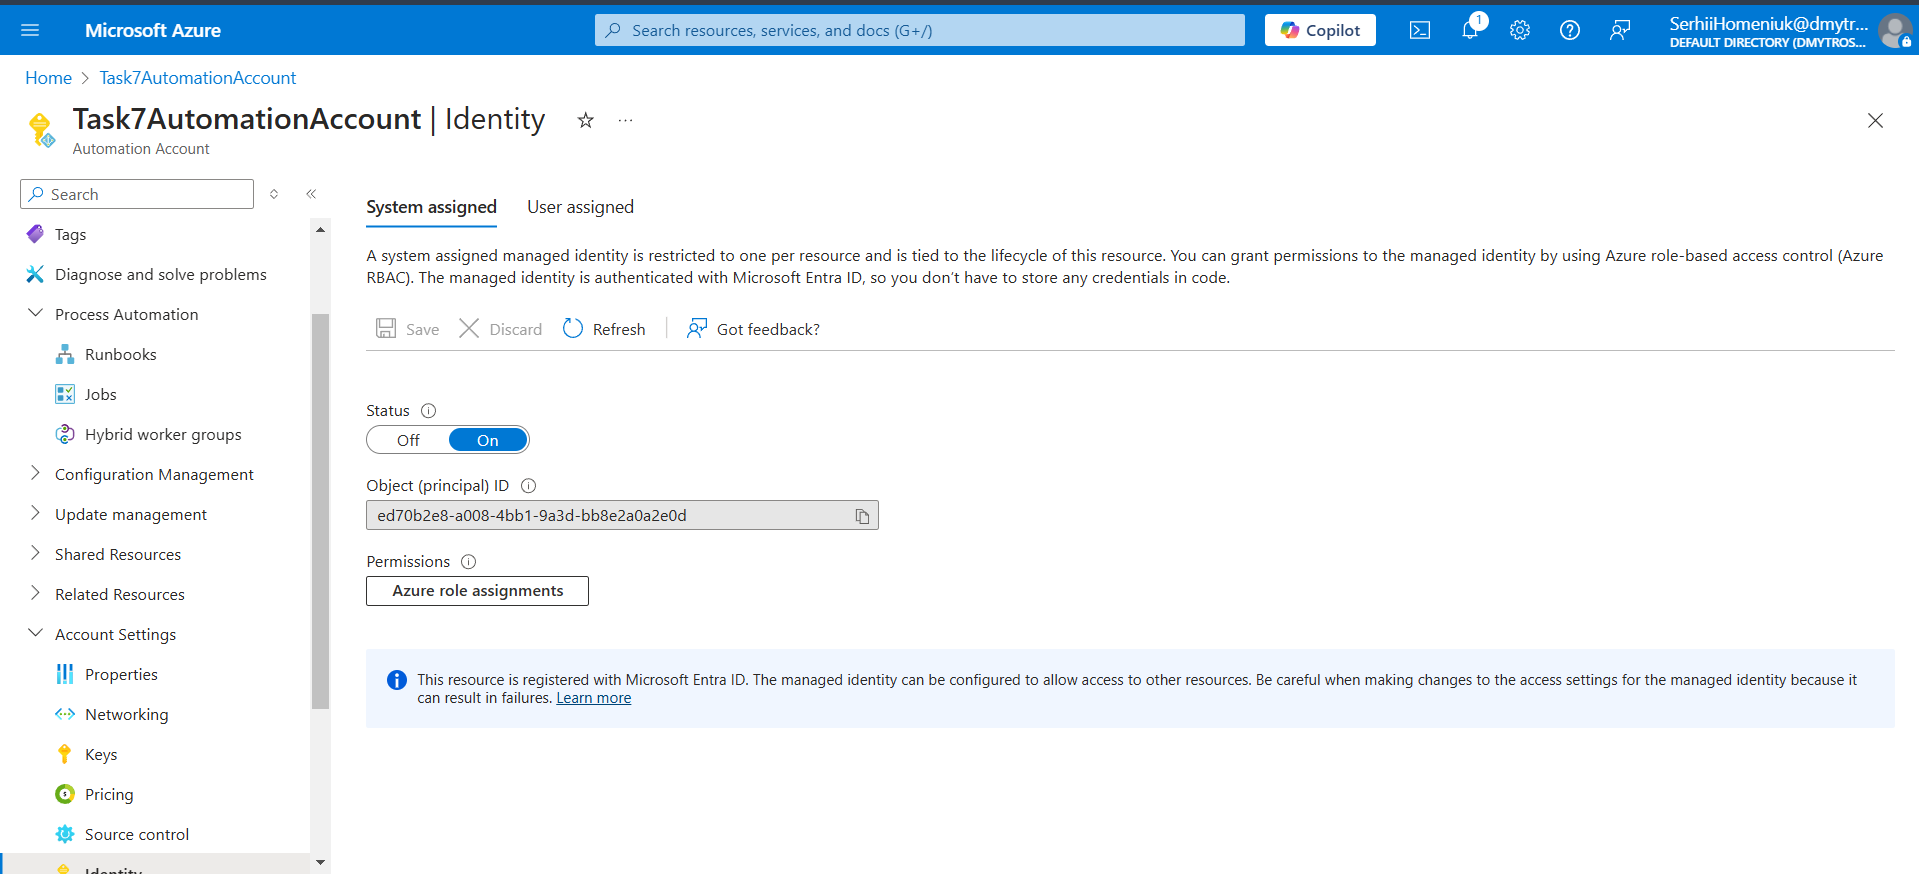 Microsoft Azure
Search resources, services, and docs (G+/)
Copilot
1
SerhiiHomeniuk@dmytr...
DEFAULT DIRECTORY (DMYTROS...
Home > Task7AutomationAccount
Task7AutomationAccount | Identity
Automation Account
Search
Tags
Diagnose and solve problems
Process Automation
Runbooks
Jobs
Hybrid worker groups
Configuration Management
Update management
Shared Resources
Related Resources
Account Settings
Properties
Networking
Keys
Pricing
Source control
Identity
System assigned User assigned
A system assigned managed identity is restricted to one per resource and is tied to the lifecycle of this resource. You can grant permissions to the managed identity by using Azure role-based access control (Azure
RBAC). The managed identity is authenticated with Microsoft Entra ID, so you don't have to store any credentials in code.
Save Discard Refresh Got feedback?
Status
Off On
Object (principal) ID
ed70b2e8-a008-4bb1-9a3d-bb8e2a0a2e0d
Permissions
Azure role assignments
This resource is registered with Microsoft Entra ID. The managed identity can be configured to allow access to other resources. Be careful when making changes to the access settings for the managed identity because it
can result in failures. Learn more